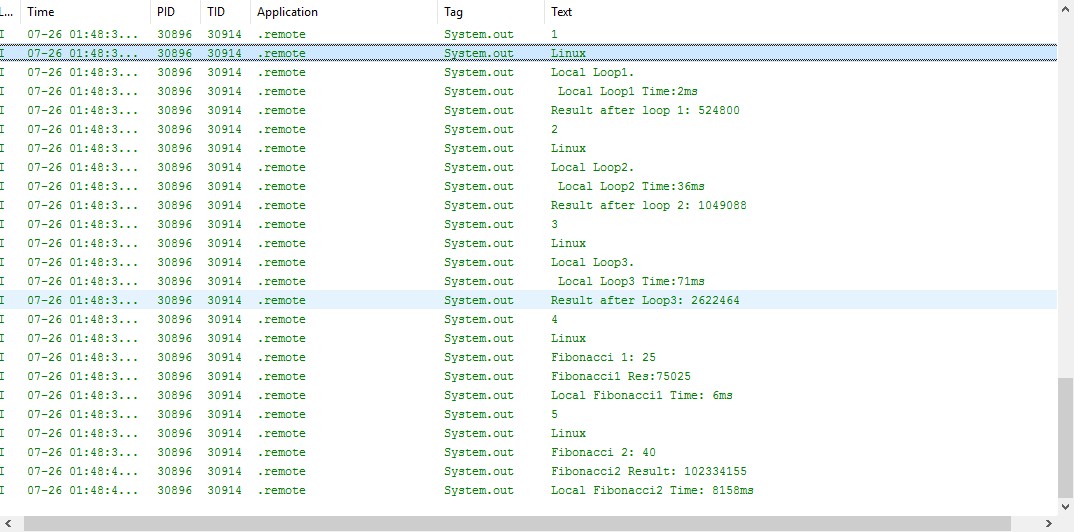 L... Time PID TID Application Tag Text
I 07-26 01:48:3... 30896 30914 .remote System.out 1
I 07-26 01:48:3... 30896 30914 .remote System.out Linux
I 07-26 01:48:3... 30896 30914 .remote System.out Local Loop1.
I 07-26 01:48:3... 30896 30914 .remote System.out Local Loop1 Time:2ms
I 07-26 01:48:3... 30896 30914 .remote System.out Result after loop 1: 524800
I 07-26 01:48:3... 30896 30914 .remote System.out 2
I 07-26 01:48:3... 30896 30914 .remote System.out Linux
I 07-26 01:48:3... 30896 30914 .remote System.out Local Loop2.
I 07-26 01:48:3... 30896 30914 .remote System.out Local Loop2 Time:36ms
I 07-26 01:48:3... 30896 30914 .remote System.out Result after loop 2: 1049088
I 07-26 01:48:3... 30896 30914 .remote System.out 3
I 07-26 01:48:3... 30896 30914 .remote System.out Linux
I 07-26 01:48:3... 30896 30914 .remote System.out Local Loop3.
I 07-26 01:48:3... 30896 30914 .remote System.out Local Loop3 Time:71ms
I 07-26 01:48:3... 30896 30914 .remote System.out Result after Loop3: 2622464
I 07-26 01:48:3... 30896 30914 .remote System.out 4
I 07-26 01:48:3... 30896 30914 .remote System.out Linux
I 07-26 01:48:3... 30896 30914 .remote System.out Fibonacci 1: 25
I 07-26 01:48:3... 30896 30914 .remote System.out Fibonacci1 Res:75025
I 07-26 01:48:3... 30896 30914 .remote System.out Local Fibonacci1 Time: 6ms
I 07-26 01:48:3... 30896 30914 .remote System.out 5
I 07-26 01:48:3... 30896 30914 .remote System.out Linux
I 07-26 01:48:3... 30896 30914 .remote System.out Fibonacci 2: 40
I 07-26 01:48:4... 30896 30914 .remote System.out Fibonacci2 Result: 102334155
I 07-26 01:48:4... 30896 30914 .remote System.out Local Fibonacci2 Time: 8158ms